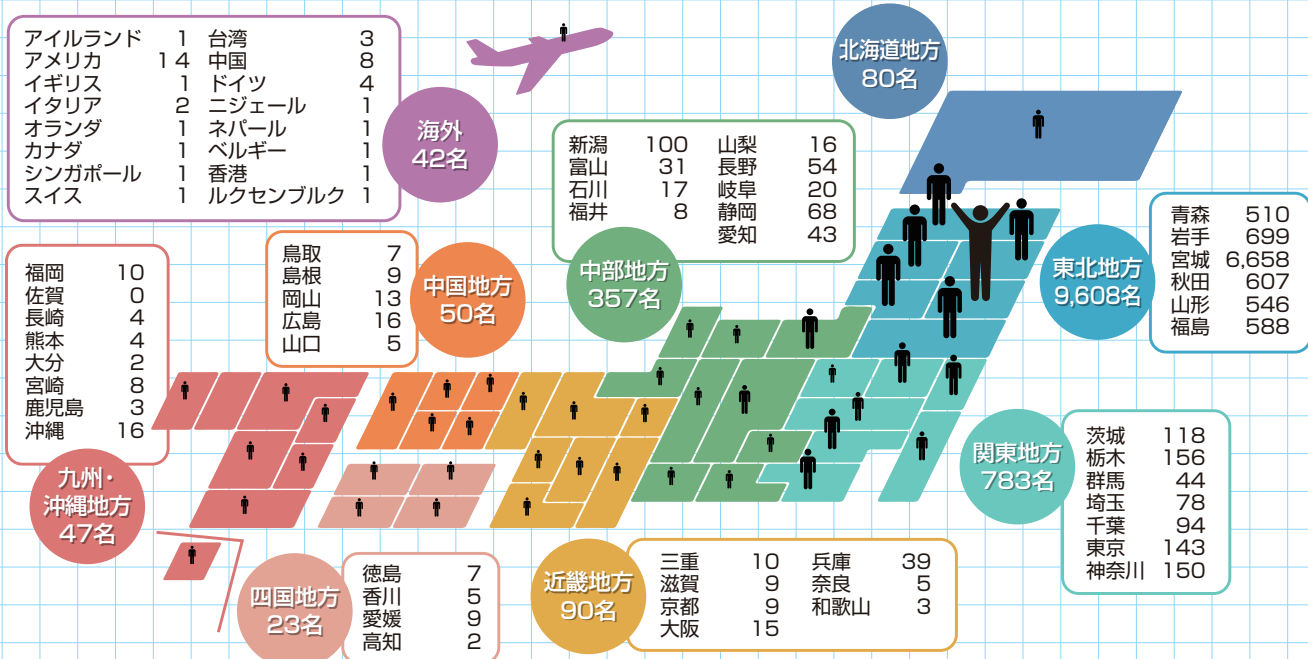 アイルランド 1 台湾 3
アメリカ 14 中国 8
イギリス 1 ドイツ 4
イタリア 2 ニジェール 1
オランダ 1 ネパール 1
カナダ 1 ベルギー 1
シンガポール 1 香港 1
スイス 1 ルクセンブルク 1
海外
42名
北海道地方
80名
新潟 100 山梨 16
富山 31 長野 54
石川 17 岐阜 20
福井 8 静岡 68
愛知 43
中部地方
357名
青森 510
岩手 699
宮城 6,658
秋田 607
山形 546
福島 588
東北地方
9,608名
鳥取 7
島根 9
岡山 13
広島 16
山口 5
中国地方
50名
福岡 10
佐賀 0
長崎 4
熊本 4
大分 2
宮崎 8
鹿児島 3
沖縄 16
九州・
沖縄地方
47名
茨城 118
栃木 156
群馬 44
埼玉 78
千葉 94
東京 143
神奈川 150
関東地方
783名
四国地方
23名
徳島 7
香川 5
愛媛 9
高知 2
近畿地方
90名
三重 10 兵庫 39
滋賀 9 奈良 5
京都 9 和歌山 3
大阪 15